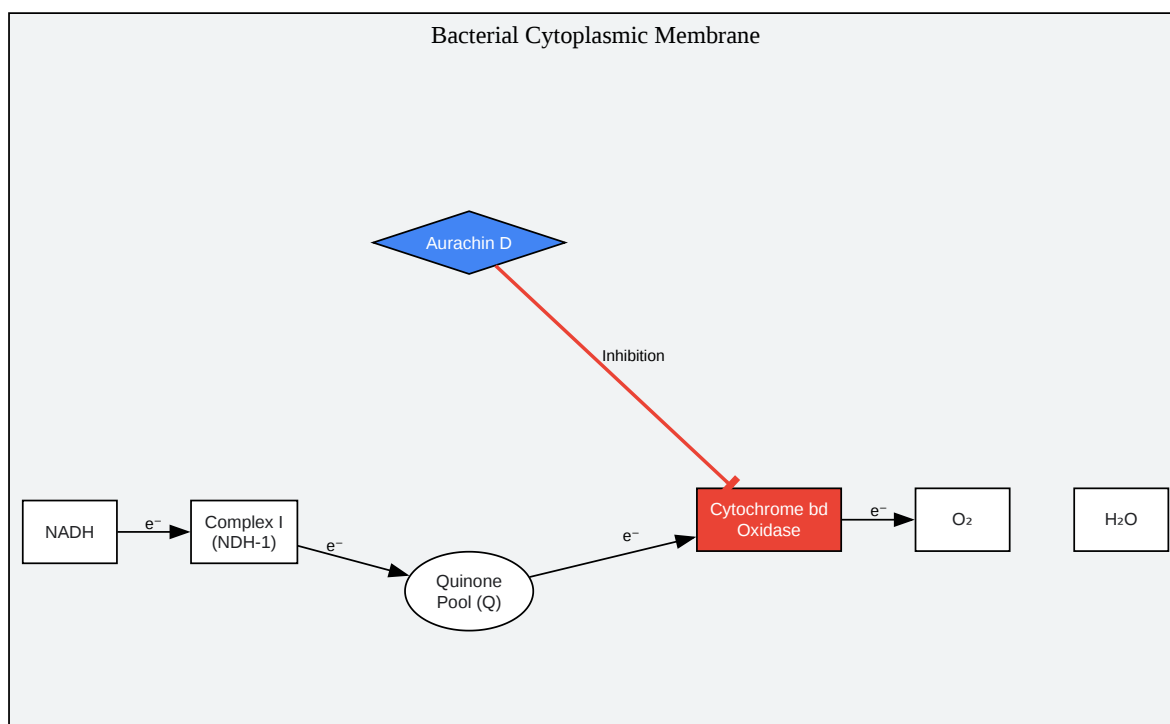 Bacterial Cytoplasmic Membrane
Aurachin D
Inhibition
NADH
e⁻
Complex I
(NDH-1)
e⁻
Quinone
Pool (Q)
e⁻
Cytochrome bd
Oxidase
e⁻
O₂
H₂O